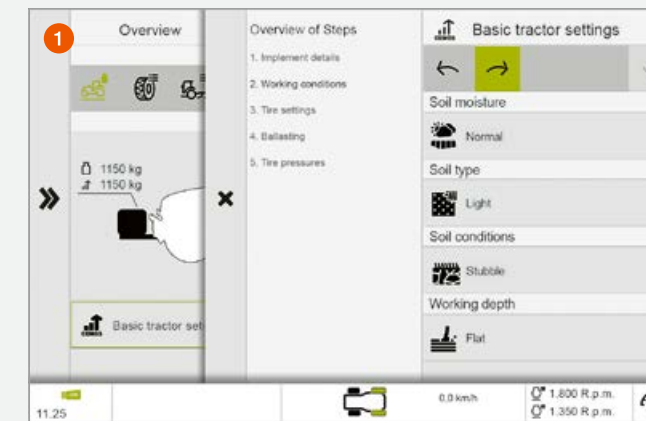 1
Overview
1150 kg
1150 kg
Basic tractor set
Overview of Steps
1. Implement details
2. Working conditions
3. Tire settings
4. Ballasting
5. Tire pressures
CEMOS
Basic tractor settings
Soil moisture
Normal
Soil type
Light
Soil conditions
Stubble
Working depth
Flat
11.25
0,0 km/h
1.800 R.p.m.
1.350 R.p.m.